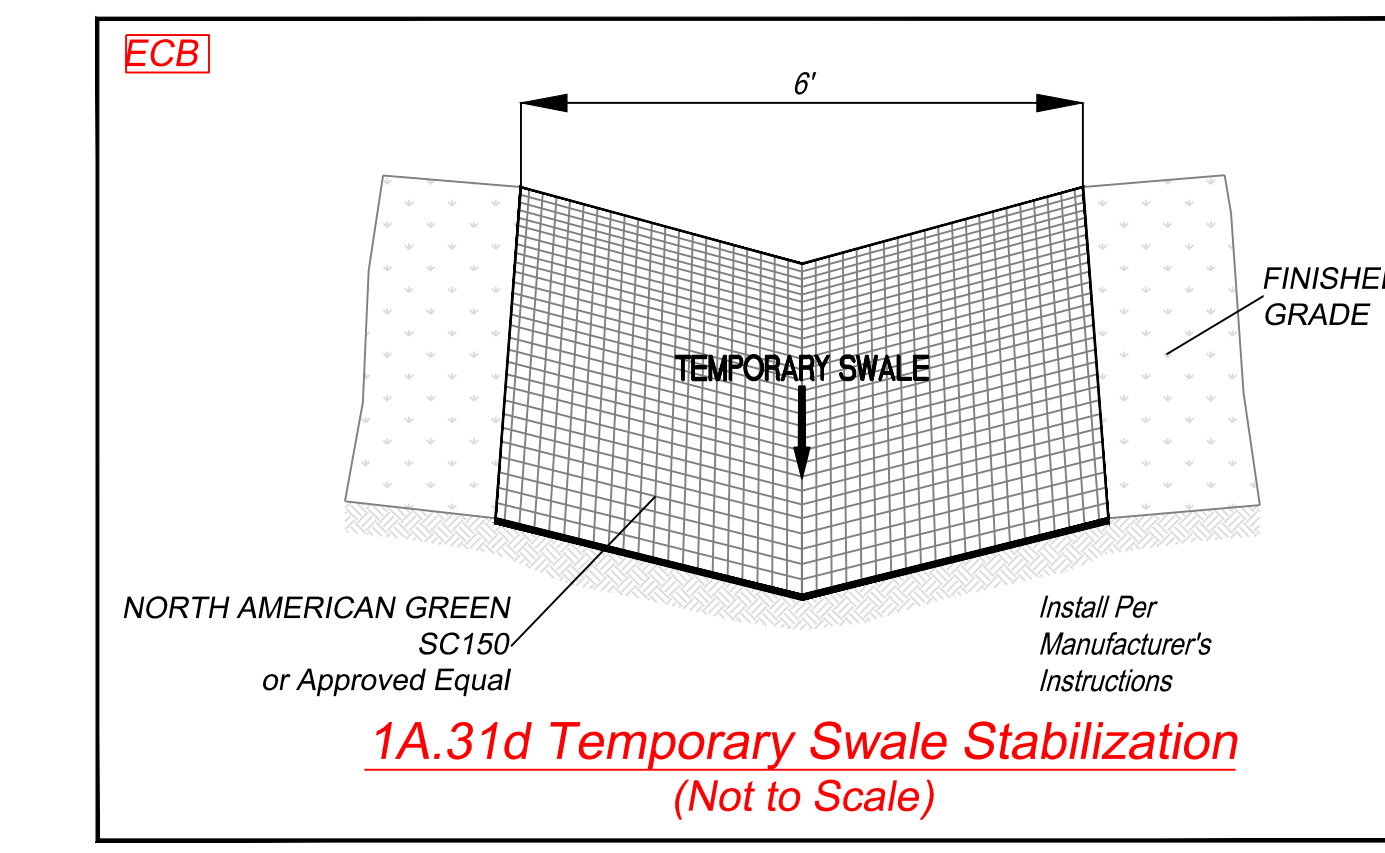 ECB
6'
FINISHE
GRADE
TEMPORARY SWALE
NORTH AMERICAN GREEN
SC150
or Approved Equal
Install Per
Manufacturer's
Instructions
1A.31d Temporary Swale Stabilization
(Not to Scale)